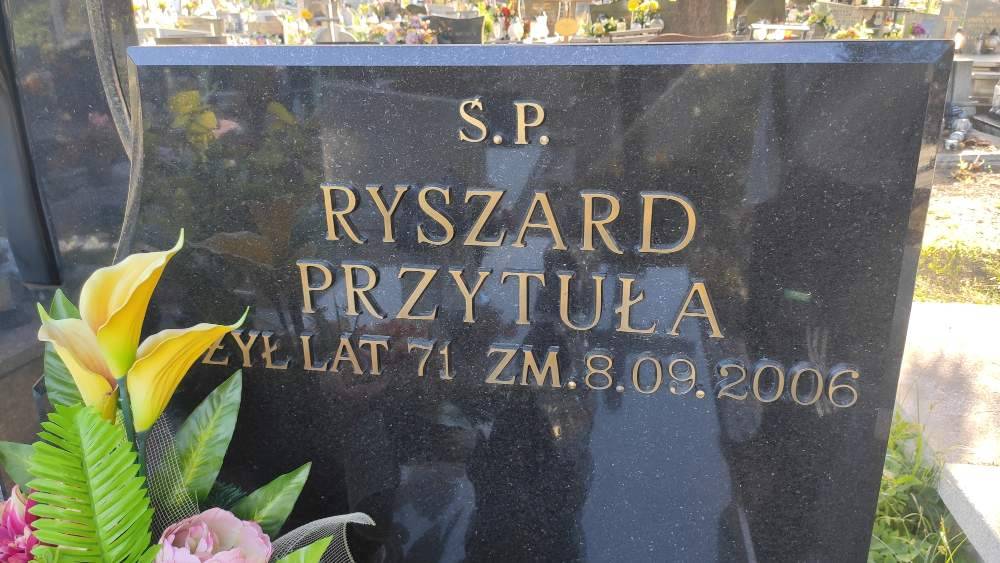 Ś.P.
RYSZARD
PRZYTUŁA
ŻYŁ LAT 71 ZM. 8.09.2006